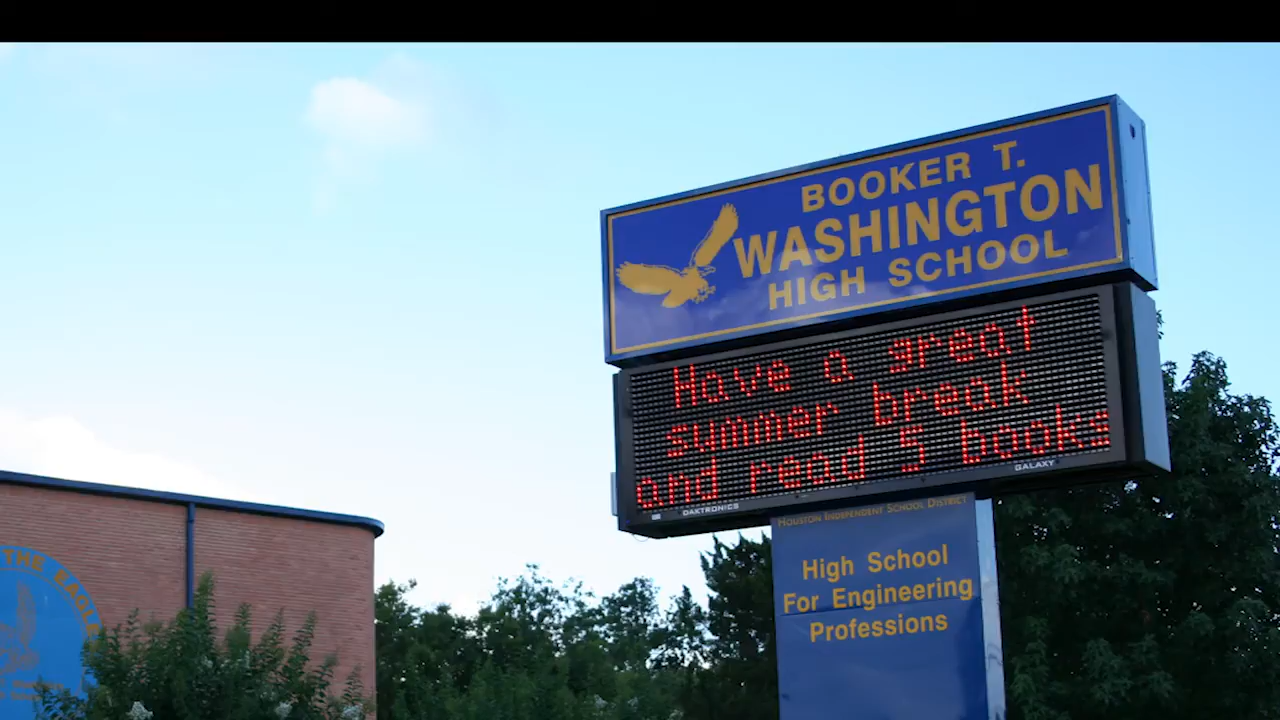 BOOKER T.
WASHINGTON
HIGH SCHOOL
Have a great
summer break
and read 5 books
DAKTRONICS
GALAXY
HOUSTON INDEPENDENT SCHOOL DISTRICT
High School
For Engineering
Professions
THE EAGLE